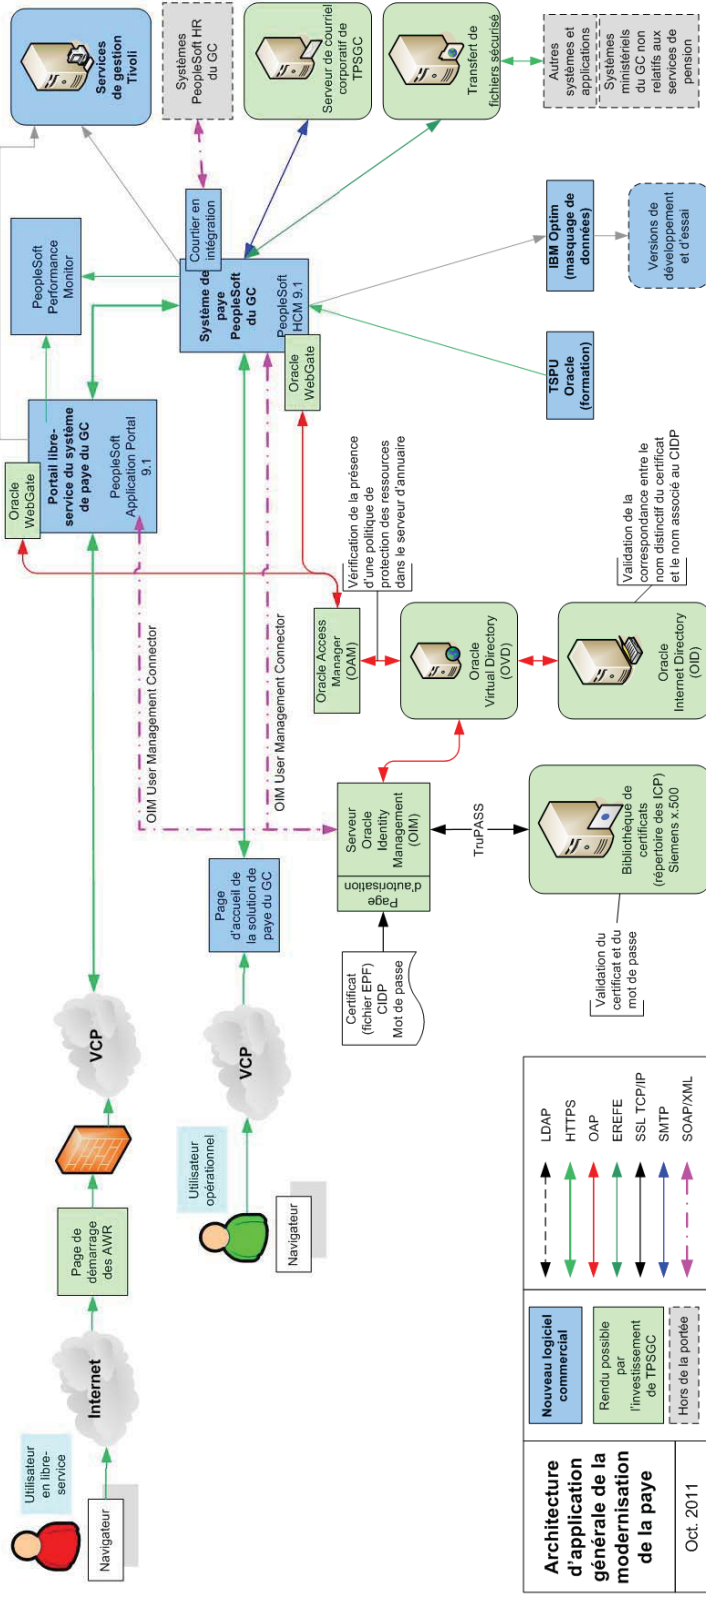 Utilisateur
en libre-
service
Navigateur
Internet
Page de
démarrage
des AWR
VCP
Oracle
WebGate
Portail libre-
service du système
de paye du GC
PeopleSoft
Application Portal
9.1
PeopleSoft
Performance
Monitor
Services
de gestion
Tivoli
OIM User Management Connector
Utilisateur
opérationnel
Navigateur
VCP
Page
d'accueil de
la solution de
paye du GC
OIM User Management Connector
Système de
paye
PeopleSoft
du GC
PeopleSoft
HCM 9.1
Oracle
WebGate
Courtier en
intégration
Systèmes
PeopleSoft HR
du GC
Serveur de courriel
corporatif de
TPSGC
Transfert de
fichiers sécurisé
Autres
systèmes et
applications
Systèmes
ministériels
du GC non
relatifs aux
services de
pension
Certificat
(fichier EPF)
CIDP
Mot de passe
Page
d'autorisation
Serveur
Oracle
Identity
Management
(OIM)
Oracle Access
Manager
(OAM)
Vérification de la présence
d'une politique de
protection des ressources
dans le serveur d'annuaire
Oracle
Virtual Directory
(OVD)
TruPASS
TSPU
Oracle
(formation)
IBM Optim
(masquage de
données)
Versions de
développement
et d'essai
Validation du
certificat et du
mot de passe
Bibliothèque de
certificats
(répertoire des ICP)
Siemens x.500
Oracle
Internet Directory
(OID)
Validation de la
correspondance entre le
nom distinctif du certificat
et le nom associé au CIDP
Architecture
d'application
générale de la
modernisation
de la paye
Oct. 2011
Nouveau logiciel
commercial
Rendu possible
par
l'investissement
de TPSGC
Hors de la portée
LDAP
HTTPS
OAP
EREFE
SSL TCP/IP
SMTP
SOAP/XML